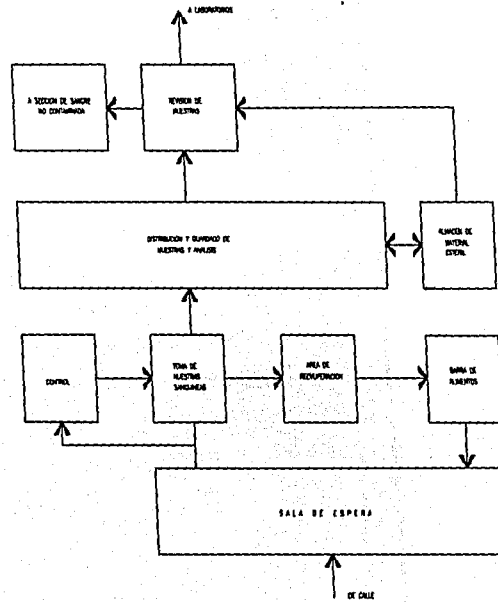 A LABORATORIOS
A SECCION DE SANGRE
NO CONTAMINADA
REVISION DE
MUESTRAS
DISTRIBUCION Y GUARDADO DE
MUESTRAS Y ANALISIS
ALMACEN DE
MATERIAL
ESTERIL
CONTROL
TOMA DE
MUESTRAS
SANGUINEAS
AREA DE
RECUPERACION
BARRA DE
ALIMENTOS
SALA DE ESPERA
DE CALLE